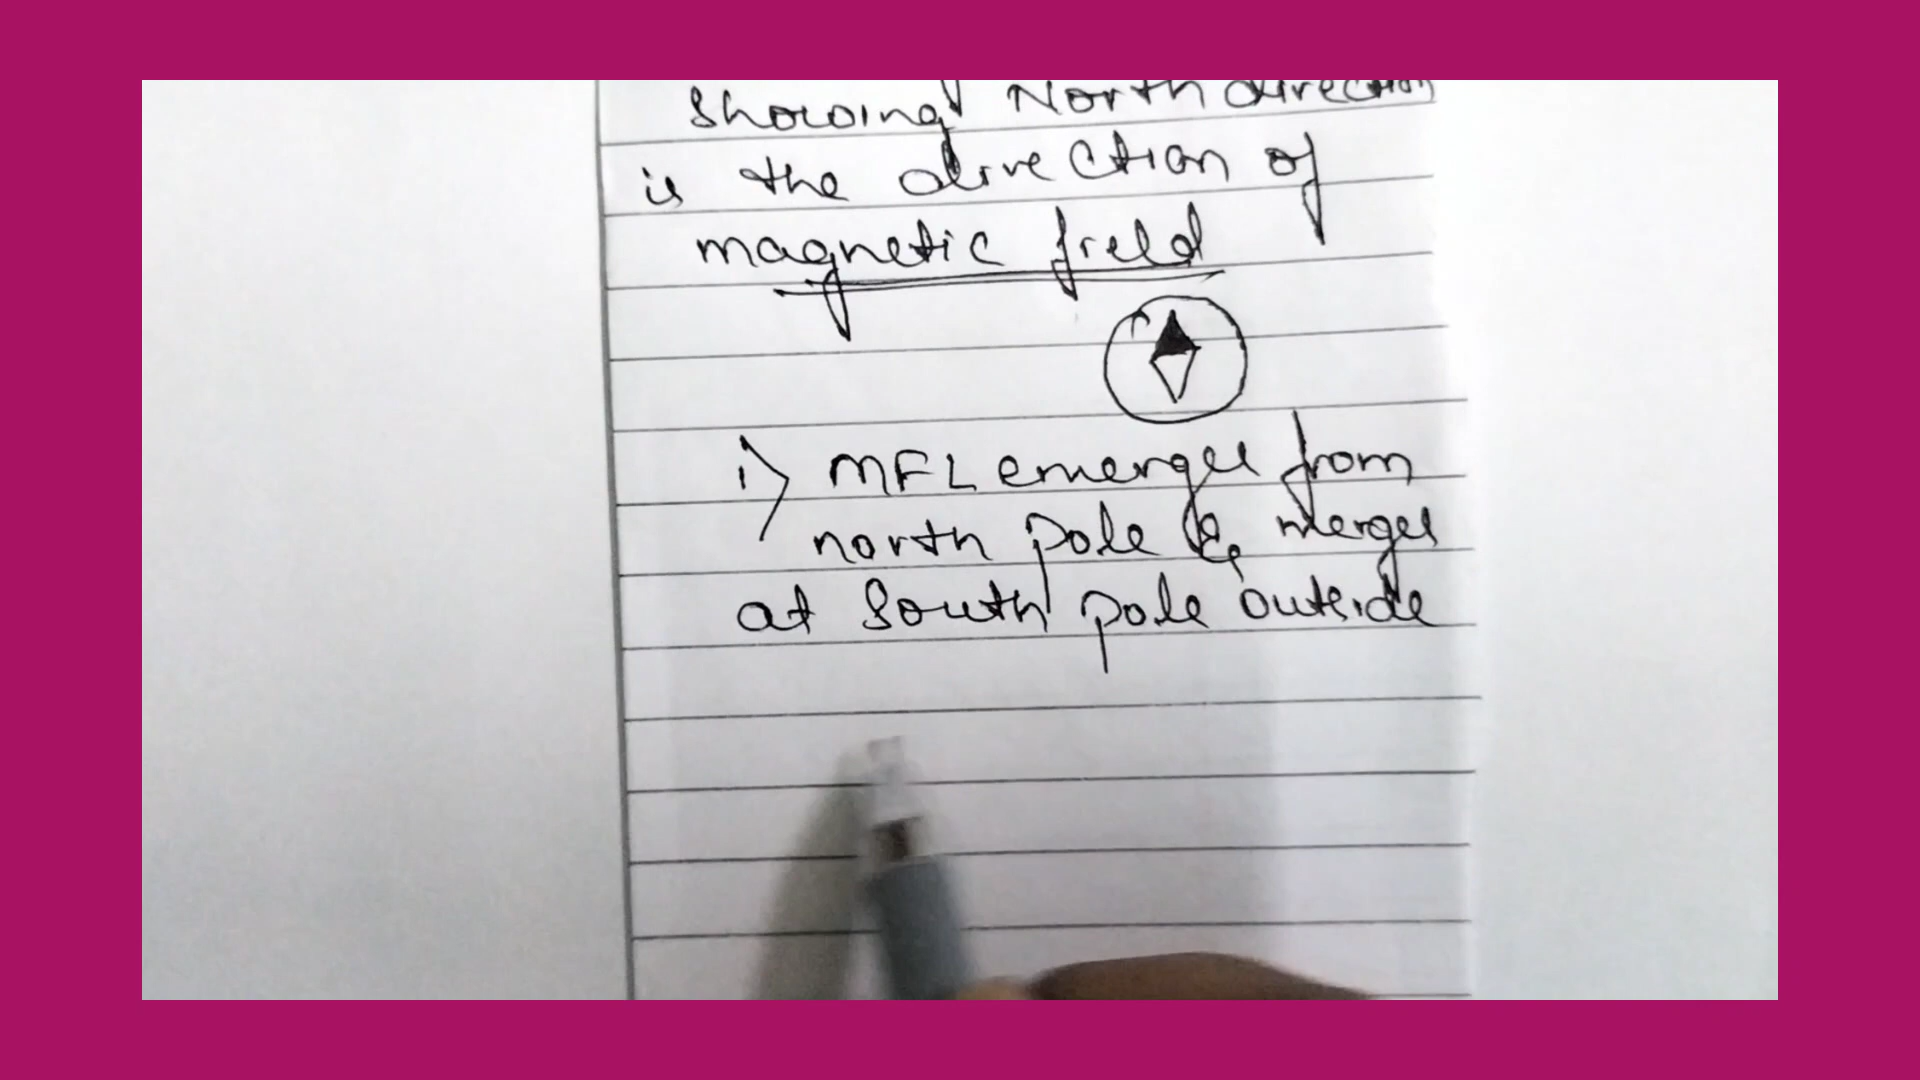 showing North direction
is the direction of
magnetic field
i) MFL emerges from
north pole & merges
at south pole outside